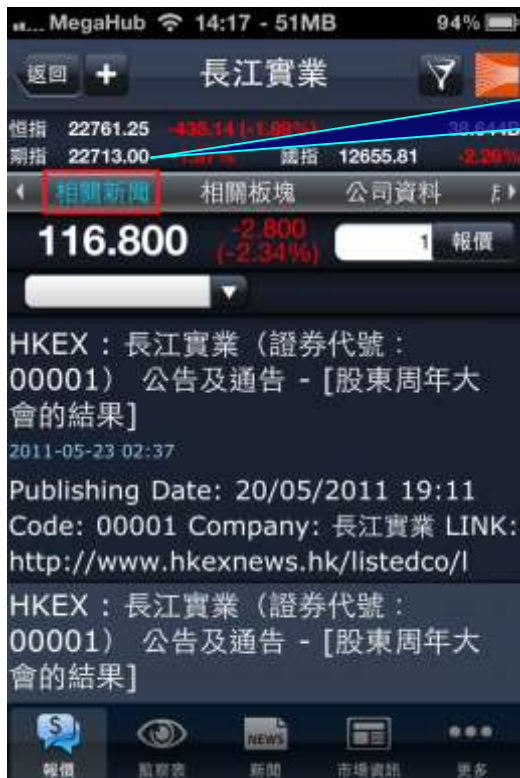 MegaHub 14:17 - 51MB 94%
返回 + 長江實業
恒指 22761.25 -436.14 (-1.88%) 38.644B
期指 22713.00 國指 12655.81 -2.26%
相關新聞 相關板塊 公司資料
116.800 -2.800 (-2.34%) 1 報價
HKEX : 長江實業（證券代號：
00001） 公告及通告 - [股東周年大
會的結果]
2011-05-23 02:37
Publishing Date: 20/05/2011 19:11
Code: 00001 Company: 長江實業 LINK:
http://www.hkexnews.hk/listedco/l
HKEX : 長江實業（證券代號：
00001） 公告及通告 - [股東周年大
會的結果]
報價 監察表 NEWS 新聞 市場資訊 更多